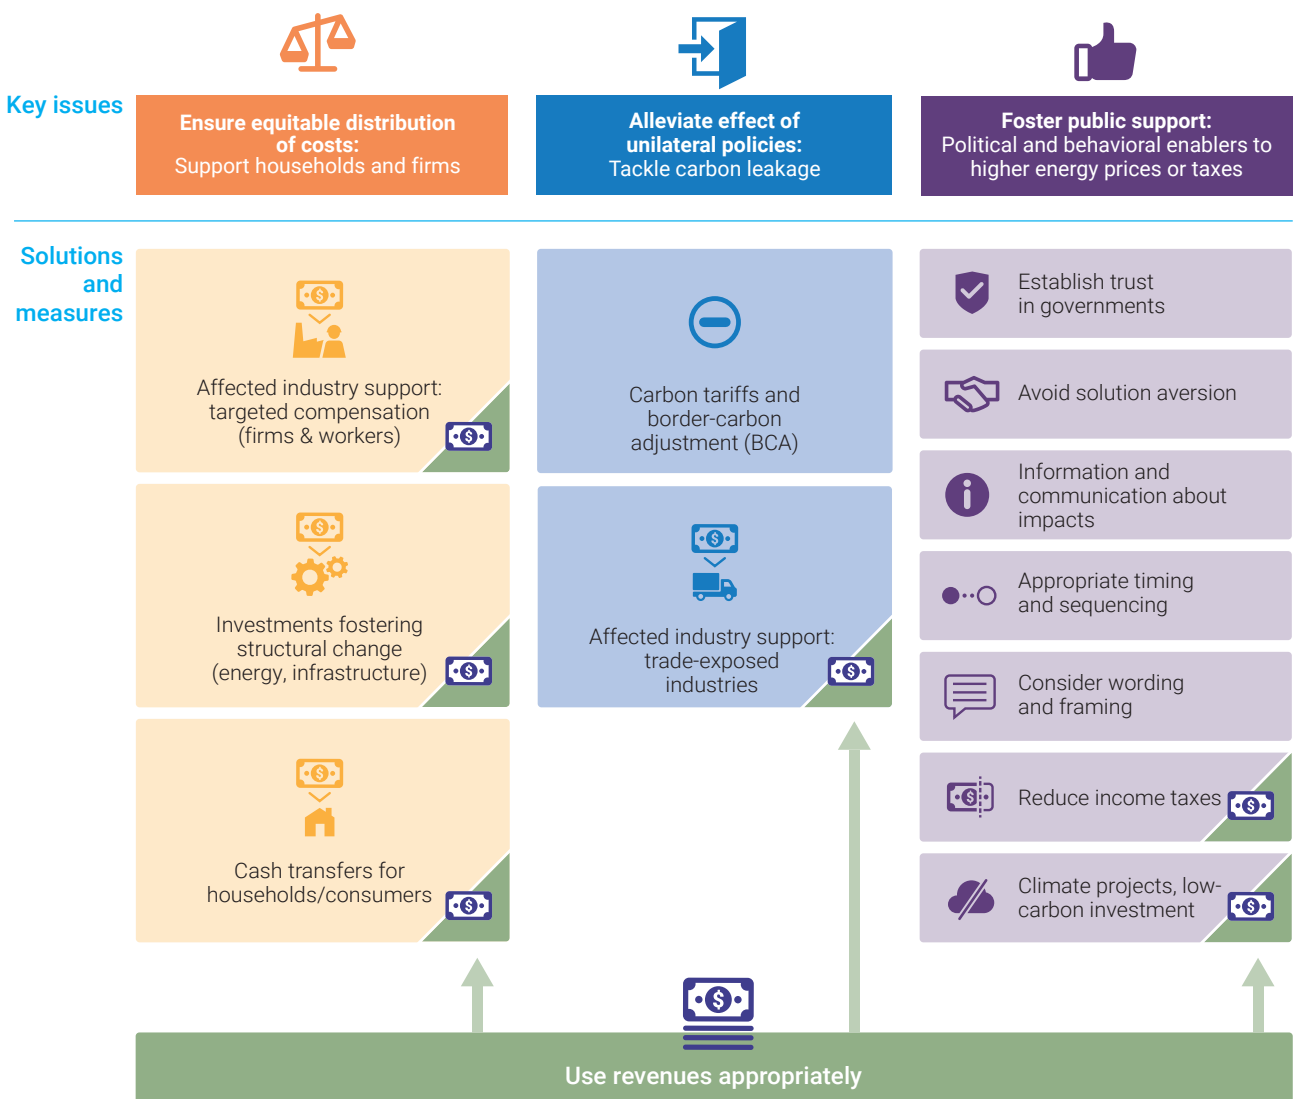 Key issues
Ensure equitable distribution
of costs:
Support households and firms
Alleviate effect of
unilateral policies:
Tackle carbon leakage
Foster public support:
Political and behavioral enablers to
higher energy prices or taxes
Solutions
and
measures
Affected industry support:
targeted compensation
(firms & workers)
Investments fostering
structural change
(energy, infrastructure)
Cash transfers for
households/consumers
Carbon tariffs and
border-carbon
adjustment (BCA)
Affected industry support:
trade-exposed
industries
Establish trust
in governments
Avoid solution aversion
Information and
communication about
impacts
Appropriate timing
and sequencing
Consider wording
and framing
Reduce income taxes
Climate projects, low-
carbon investment
Use revenues appropriately